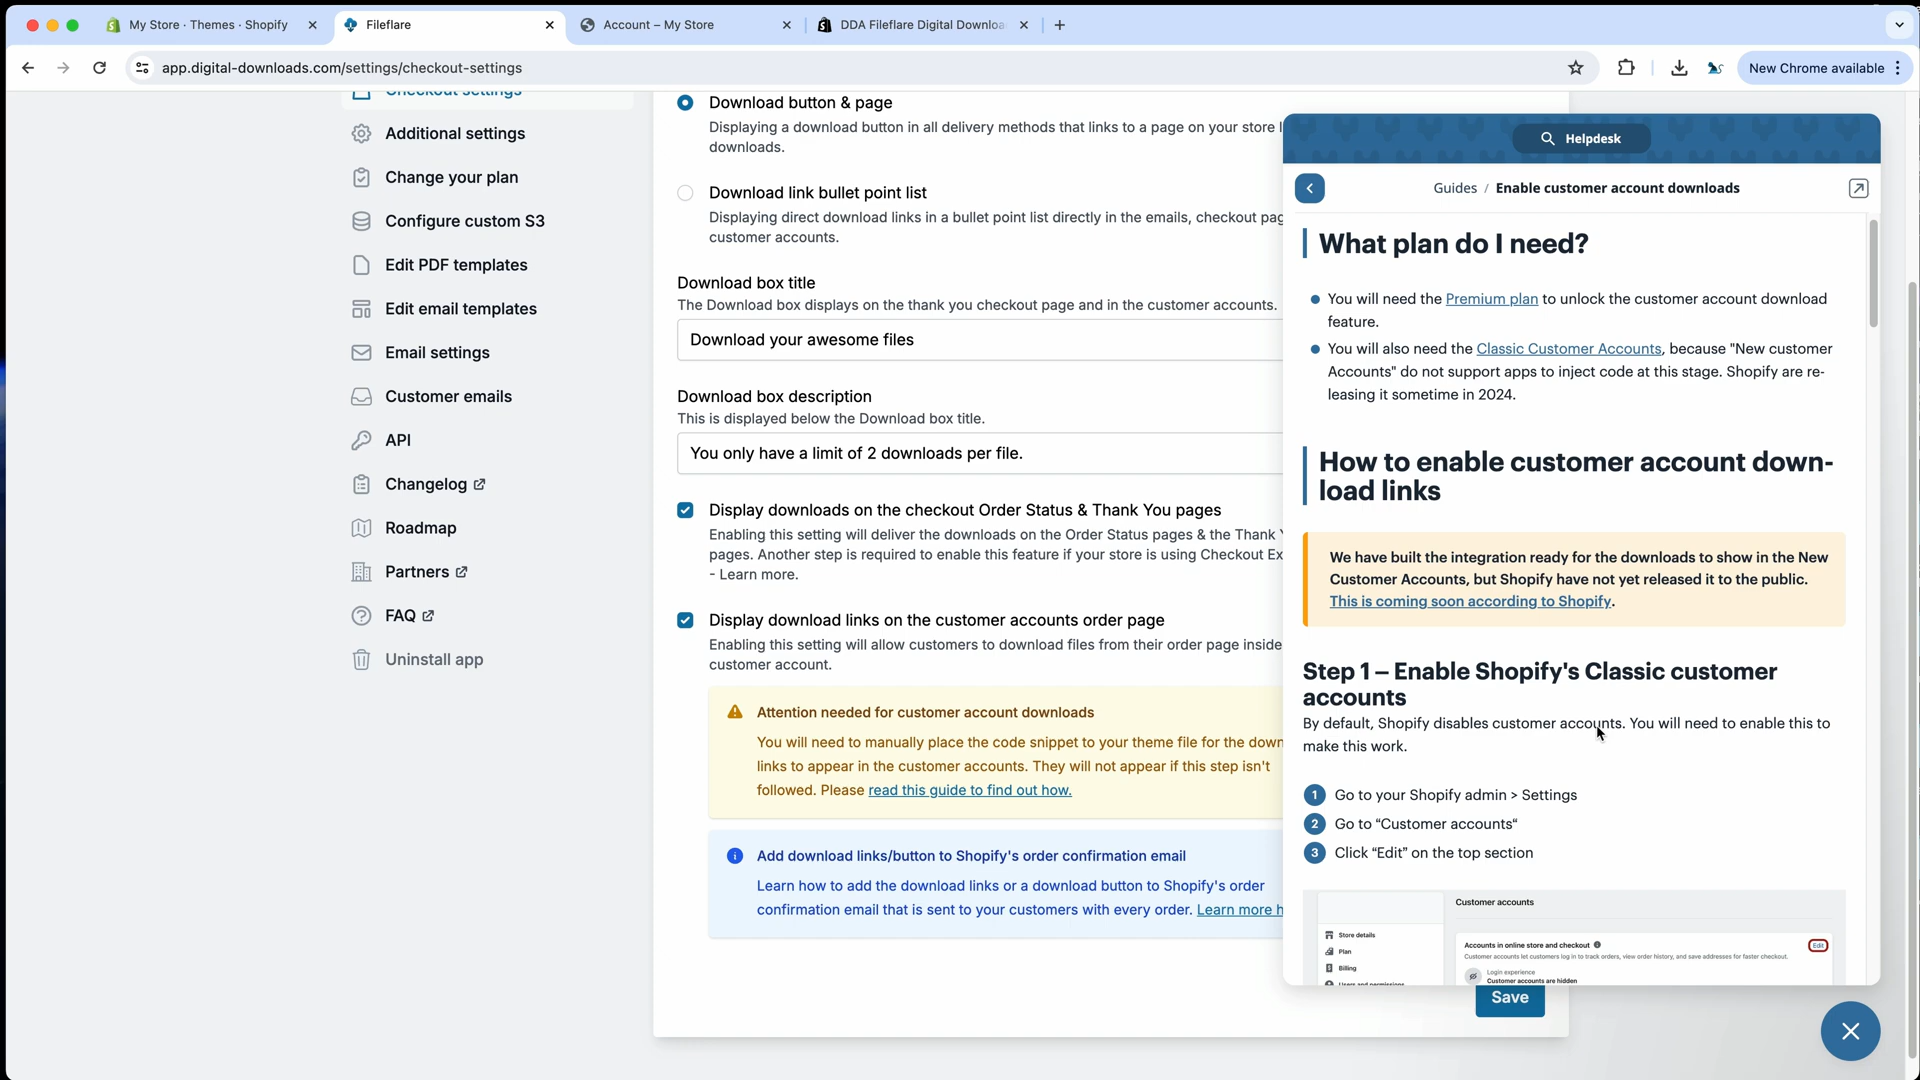 My Store · Themes · Shopify
Fileflare
Account – My Store
DDA Fileflare Digital Downloa
app.digital-downloads.com/settings/checkout-settings
New Chrome available
Checkout settings
Additional settings
Change your plan
Configure custom S3
Edit PDF templates
Edit email templates
Email settings
Customer emails
API
Changelog
Roadmap
Partners
FAQ
Uninstall app
Download button & page
Displaying a download button in all delivery methods that links to a page on your store l
downloads.
Download link bullet point list
Displaying direct download links in a bullet point list directly in the emails, checkout pag
customer accounts.
Download box title
The Download box displays on the thank you checkout page and in the customer accounts.
Download your awesome files
Download box description
This is displayed below the Download box title.
You only have a limit of 2 downloads per file.
Display downloads on the checkout Order Status & Thank You pages
Enabling this setting will deliver the downloads on the Order Status pages & the Thank Y
pages. Another step is required to enable this feature if your store is using Checkout Ex
- Learn more.
Display download links on the customer accounts order page
Enabling this setting will allow customers to download files from their order page inside
customer account.
Attention needed for customer account downloads
You will need to manually place the code snippet to your theme file for the down
links to appear in the customer accounts. They will not appear if this step isn't
followed. Please read this guide to find out how.
Add download links/button to Shopify's order confirmation email
Learn how to add the download links or a download button to Shopify's order
confirmation email that is sent to your customers with every order. Learn more h
Save
Helpdesk
Guides / Enable customer account downloads
What plan do I need?
You will need the Premium plan to unlock the customer account download
feature.
You will also need the Classic Customer Accounts, because "New customer
Accounts" do not support apps to inject code at this stage. Shopify are re-
leasing it sometime in 2024.
How to enable customer account down-
load links
We have built the integration ready for the downloads to show in the New
Customer Accounts, but Shopify have not yet released it to the public.
This is coming soon according to Shopify.
Step 1 – Enable Shopify's Classic customer
accounts
By default, Shopify disables customer accounts. You will need to enable this to
make this work.
1 Go to your Shopify admin > Settings
2 Go to “Customer accounts“
3 Click “Edit” on the top section
Customer accounts
Store details
Plan
Billing
Users and permissions
Accounts in online store and checkout
Edit
Customer accounts let customers log in to track orders, view order history, and save addresses for faster checkout.
Login experience
Customer accounts are hidden